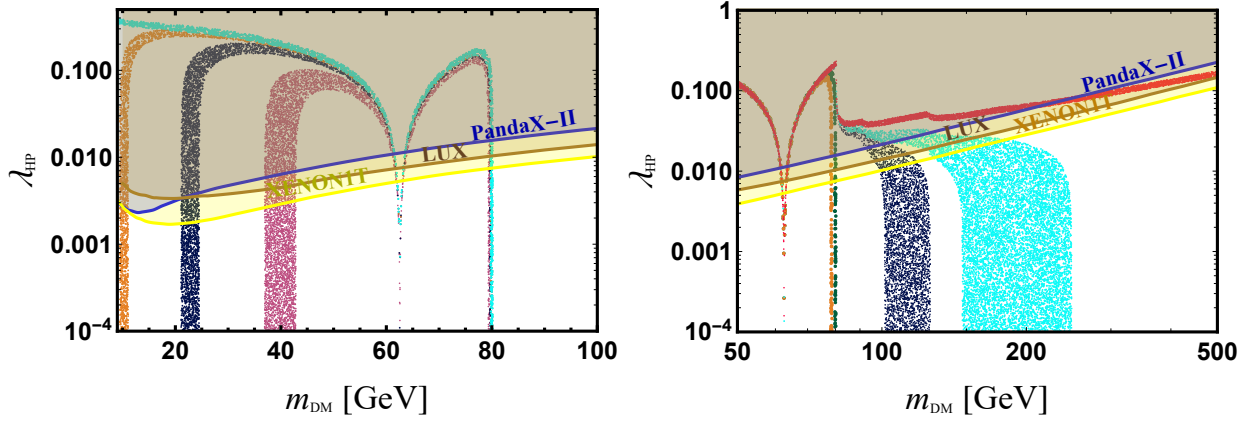 0.100
0.010
0.001
10⁻⁴
λHP
PandaX-II
LUX
XENON1T
20
40
60
80
100
mDM [GeV]
1
0.100
0.010
0.001
10⁻⁴
λHP
PandaX-II
LUX
XENON1T
50
100
200
500
mDM [GeV]